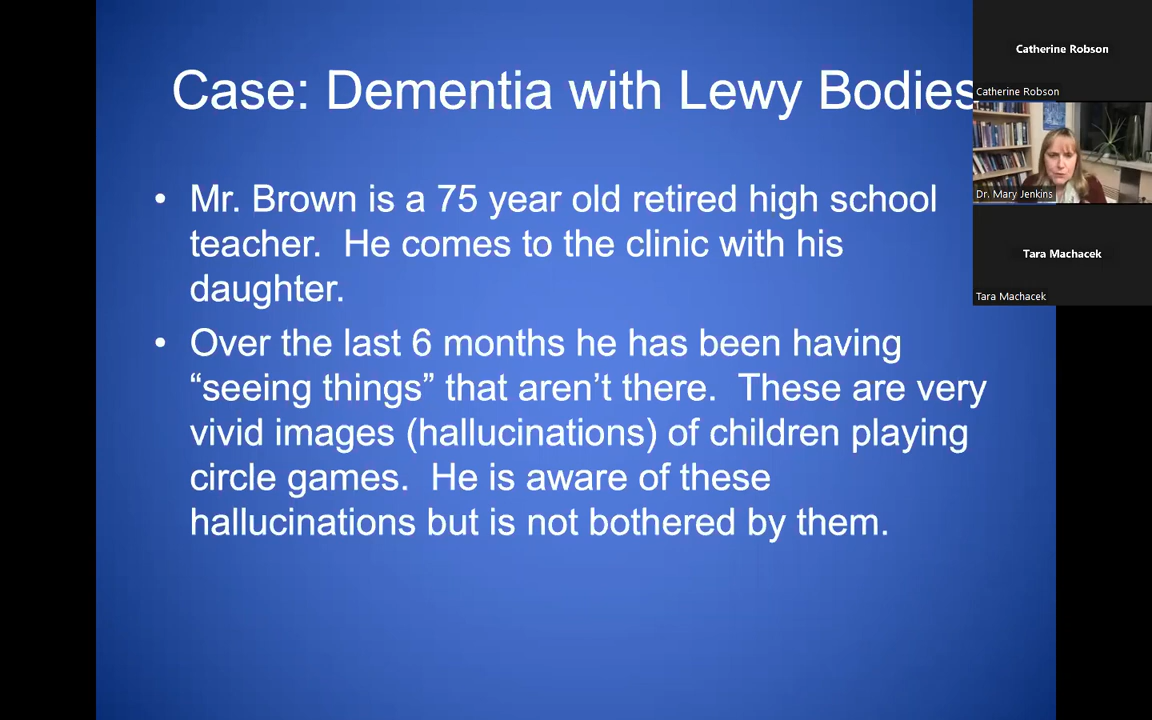 Case: Dementia with Lewy Bodies
• Mr. Brown is a 75 year old retired high school
teacher.  He comes to the clinic with his
daughter.
• Over the last 6 months he has been having
“seeing things” that aren’t there.  These are very
vivid images (hallucinations) of children playing
circle games.  He is aware of these
hallucinations but is not bothered by them.
Catherine Robson
Catherine Robson
Dr. Mary Jenkins
Tara Machacek
Tara Machacek